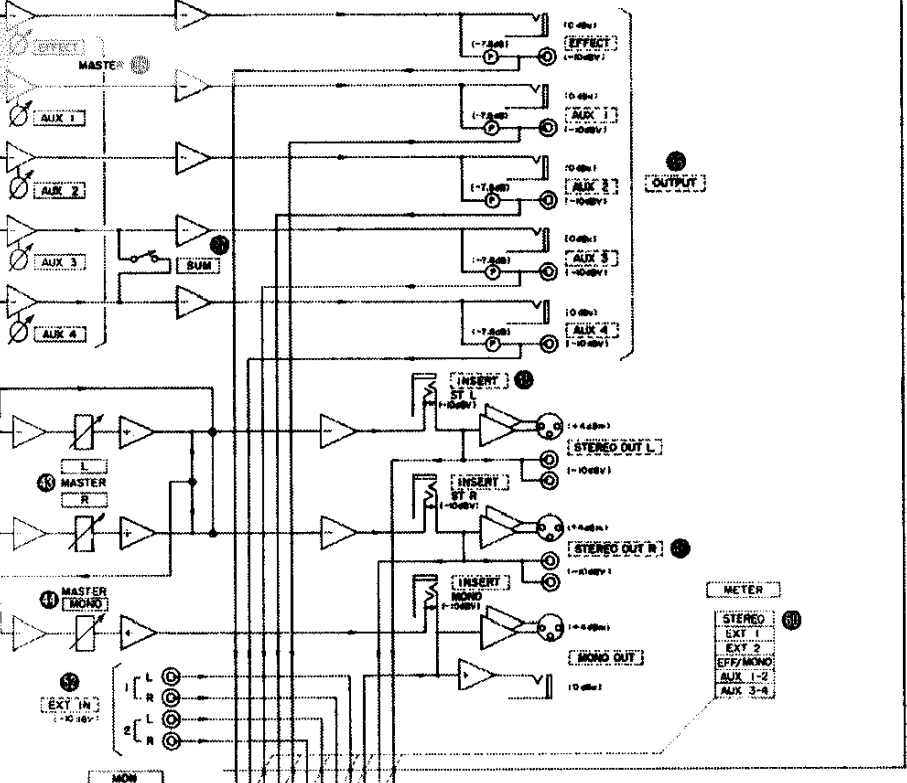 EFFECT
MASTER
AUX 1
AUX 2
AUX 3
AUX 4
SUM
(-7.8dB)
P
(0 dBu)
EFFECT
(-10dBV)
(-7.8dB)
P
(0 dBu)
AUX 1
(-10dBV)
(-7.8dB)
P
(0 dBu)
AUX 2
(-10dBV)
(-7.8dB)
P
(0 dBu)
AUX 3
(-10dBV)
(-7.8dB)
P
(0 dBu)
AUX 4
(-10dBV)
OUTPUT
INSERT
ST L
(-10dBV)
(+4dBm)
STEREO OUT L
(-10dBV)
L
43 MASTER
R
INSERT
ST R
(-10dBV)
(+4dBm)
STEREO OUT R
(-10dBV)
44 MASTER
MONO
INSERT
MONO
(-10dBV)
(+4dBm)
MONO OUT
(0 dBu)
METER
STEREO
EXT 1
EXT 2
EFF/MONO
AUX 1-2
AUX 3-4
EXT IN
(-10dBV)
1
L
R
2
L
R
MON